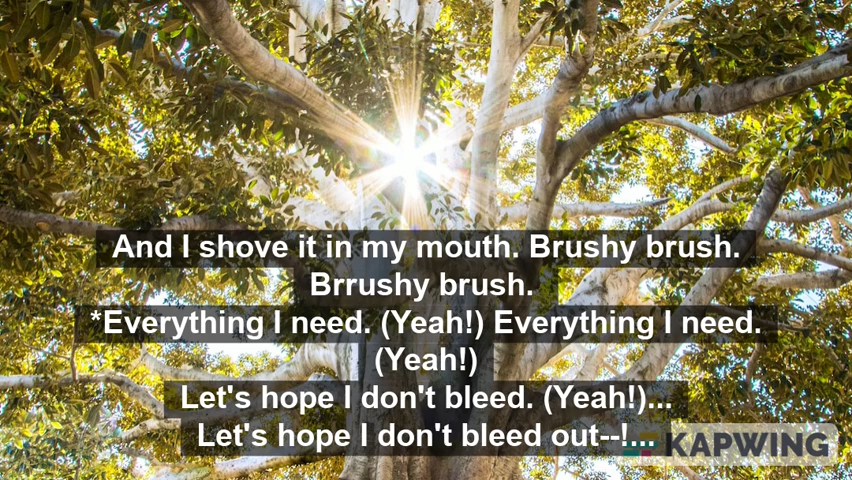 And I shove it in my mouth. Brushy brush.
Brrushy brush.
*Everything I need. (Yeah!) Everything I need.
(Yeah!)
Let's hope I don't bleed. (Yeah!)...
Let's hope I don't bleed out--!...
KAPWING